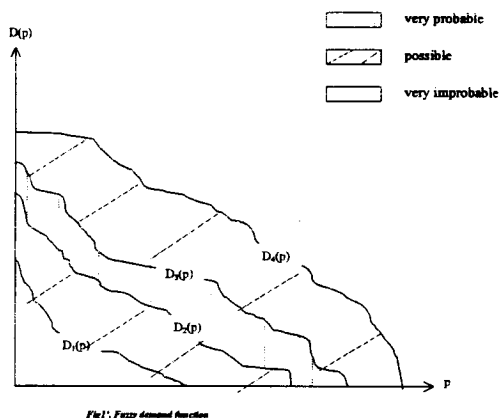 D(p)
very probable
possible
very improbable
D₄(p)
D₃(p)
D₂(p)
D₁(p)
p
Fig1'. Fuzzy demand function